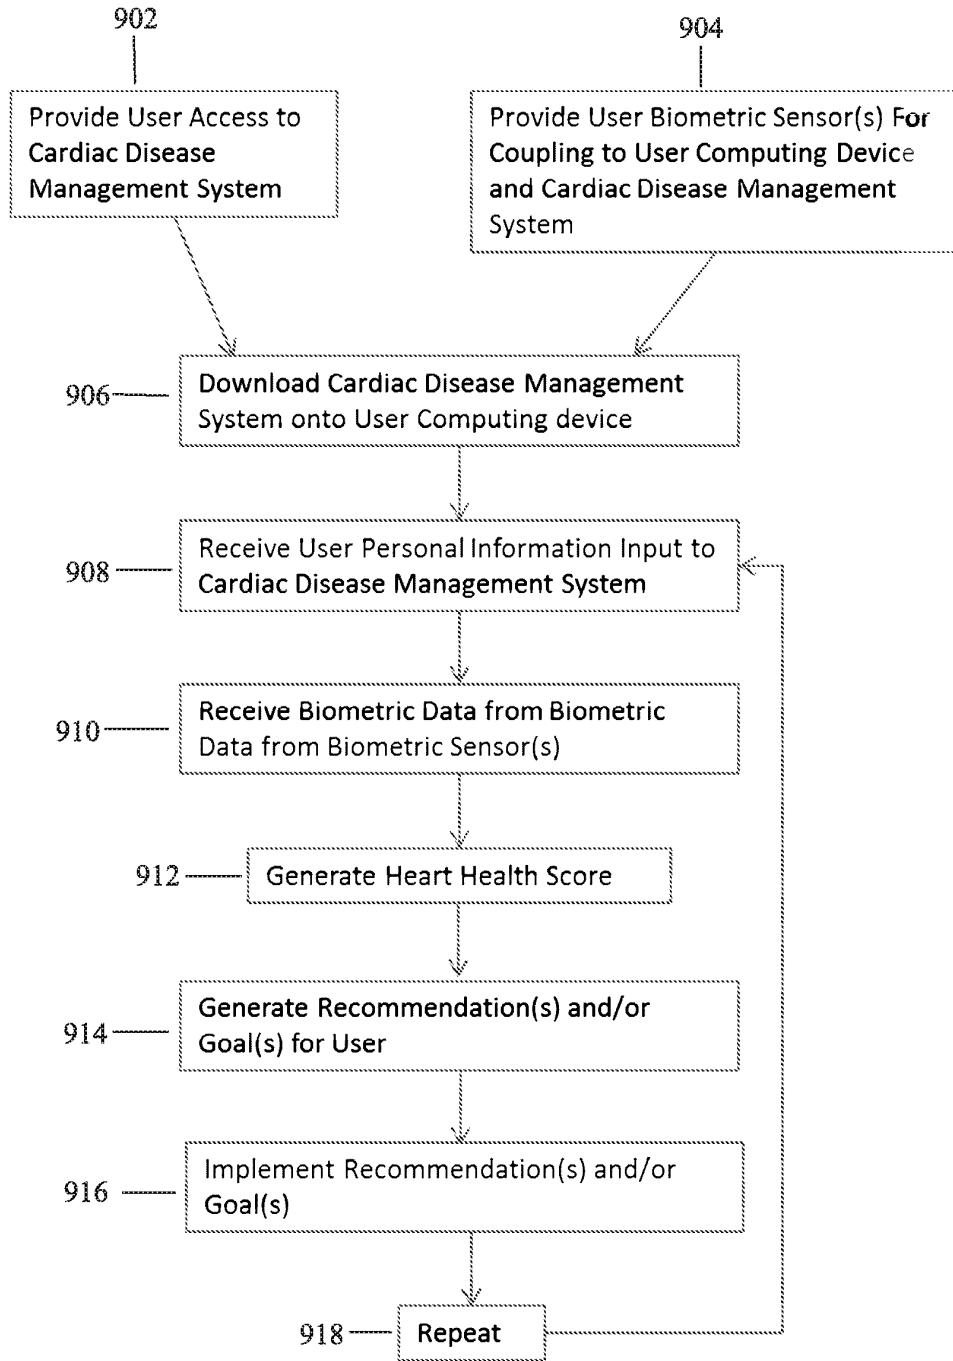 902
904
Provide User Access to
Cardiac Disease
Management System
Provide User Biometric Sensor(s) For
Coupling to User Computing Device
and Cardiac Disease Management
System
906
Download Cardiac Disease Management
System onto User Computing device
908
Receive User Personal Information Input to
Cardiac Disease Management System
910
Receive Biometric Data from Biometric
Data from Biometric Sensor(s)
912
Generate Heart Health Score
914
Generate Recommendation(s) and/or
Goal(s) for User
916
Implement Recommendation(s) and/or
Goal(s)
918
Repeat